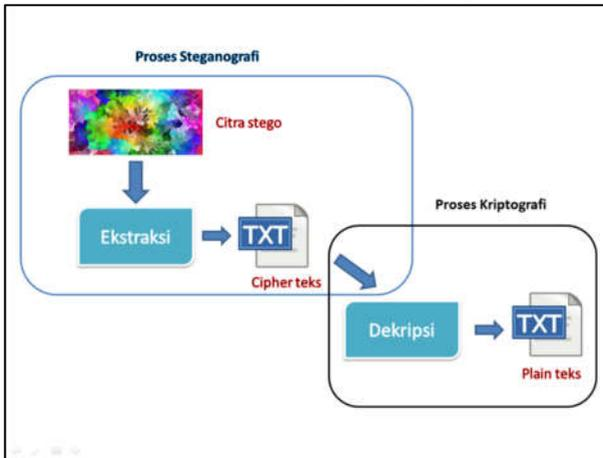 Proses Steganografi
Citra stego
Ekstraksi
TXT
Cipher teks
Proses Kriptografi
Dekripsi
TXT
Plain teks